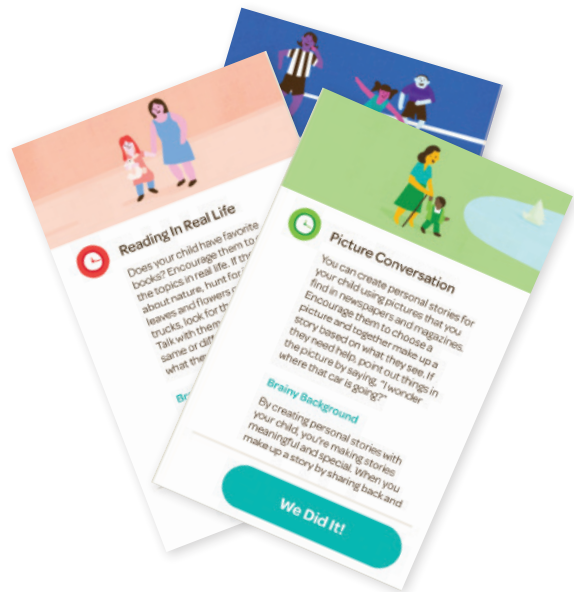 Reading In Real Life
Does your child have favorite
books? Encourage them to
the topics in real life. If
about nature, hunt for
leaves and flowers
trucks, look for
Talk with them
same or
what
Picture Conversation
You can create personal stories for
your child using pictures that you
find in newspapers and magazines.
Encourage them to choose a
picture and together make up a
story based on what they see. If
they need help, point out things in
the picture by saying, "I wonder
where that car is going?"
Brainy Background
By creating personal stories with
your child, you're making stories
meaningful and special. When you
make up a story by sharing back and
We Did It!